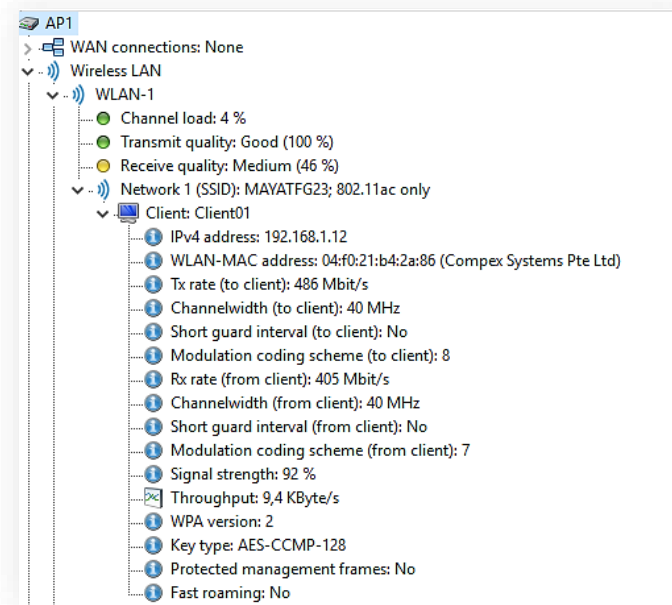 AP1
WAN connections: None
Wireless LAN
WLAN-1
Channel load: 4 %
Transmit quality: Good (100 %)
Receive quality: Medium (46 %)
Network 1 (SSID): MAYATFG23; 802.11ac only
Client: Client01
IPv4 address: 192.168.1.12
WLAN-MAC address: 04:f0:21:b4:2a:86 (Compex Systems Pte Ltd)
Tx rate (to client): 486 Mbit/s
Channelwidth (to client): 40 MHz
Short guard interval (to client): No
Modulation coding scheme (to client): 8
Rx rate (from client): 405 Mbit/s
Channelwidth (from client): 40 MHz
Short guard interval (from client): No
Modulation coding scheme (from client): 7
Signal strength: 92 %
Throughput: 9,4 KByte/s
WPA version: 2
Key type: AES-CCMP-128
Protected management frames: No
Fast roaming: No